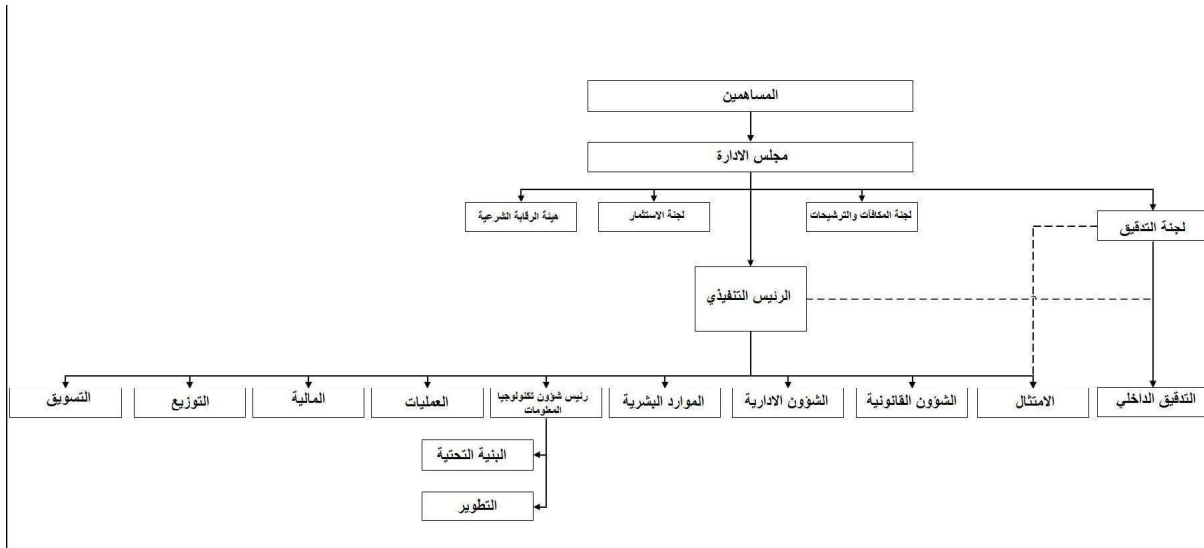 المساهمين
مجلس الادارة
لجنة التدقيق
لجنة المكافآت والترشيحات
لجنة الاستثمار
هيئة الرقابة الشرعية
الرئيس التنفيذي
التدقيق الداخلي
الامتثال
الشؤون القانونية
الشؤون الادارية
الموارد البشرية
رئيس شؤون تكنولوجيا
المعلومات
العمليات
المالية
التوزيع
التسويق
البنية التحتية
التطوير